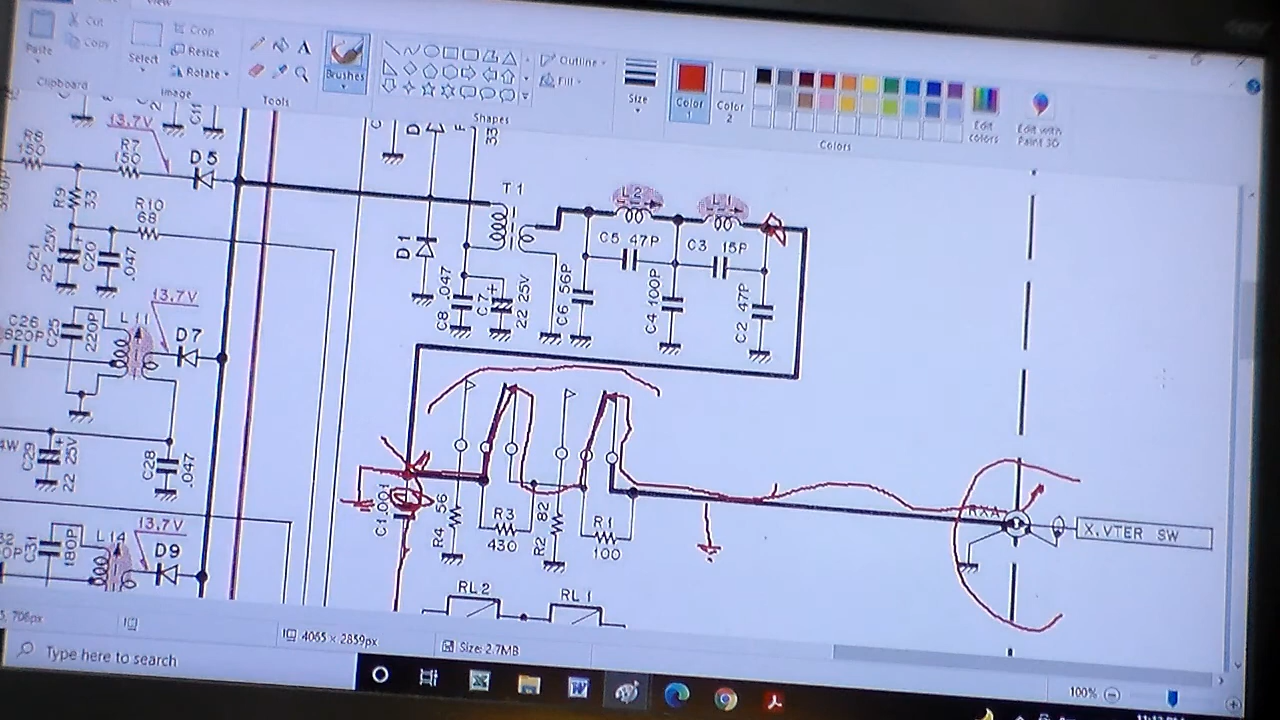 View
Cut
Copy
Paste
Clipboard
Crop
Resize
Rotate
Select
Image
A
Tools
Brushes
Outline
Fill
Shapes
Size
Color 1
Color 2
Edit colors
Edit with Paint 3D
Colors
13.7V
R8
150
R7
150
D5
R9
33
R10
68
C21
22 25V
C20
.047
C
D
F
33
T1
L2
L1
D1
C8 .047
C7
22 25V
C6 56P
C5 47P
C3 15P
C4 100P
C2 47P
13.7V
C26
820P
C25
220P
L11
D7
C29
22 25V
C28
.047
13.7V
C31
180P
L14
D9
C1 .001
R4 56
R3
430
R2 82
R1
100
RL2
RL1
RXA
X.VTER SW
4065 × 2859px
Size: 2.7MB
100%
Type here to search